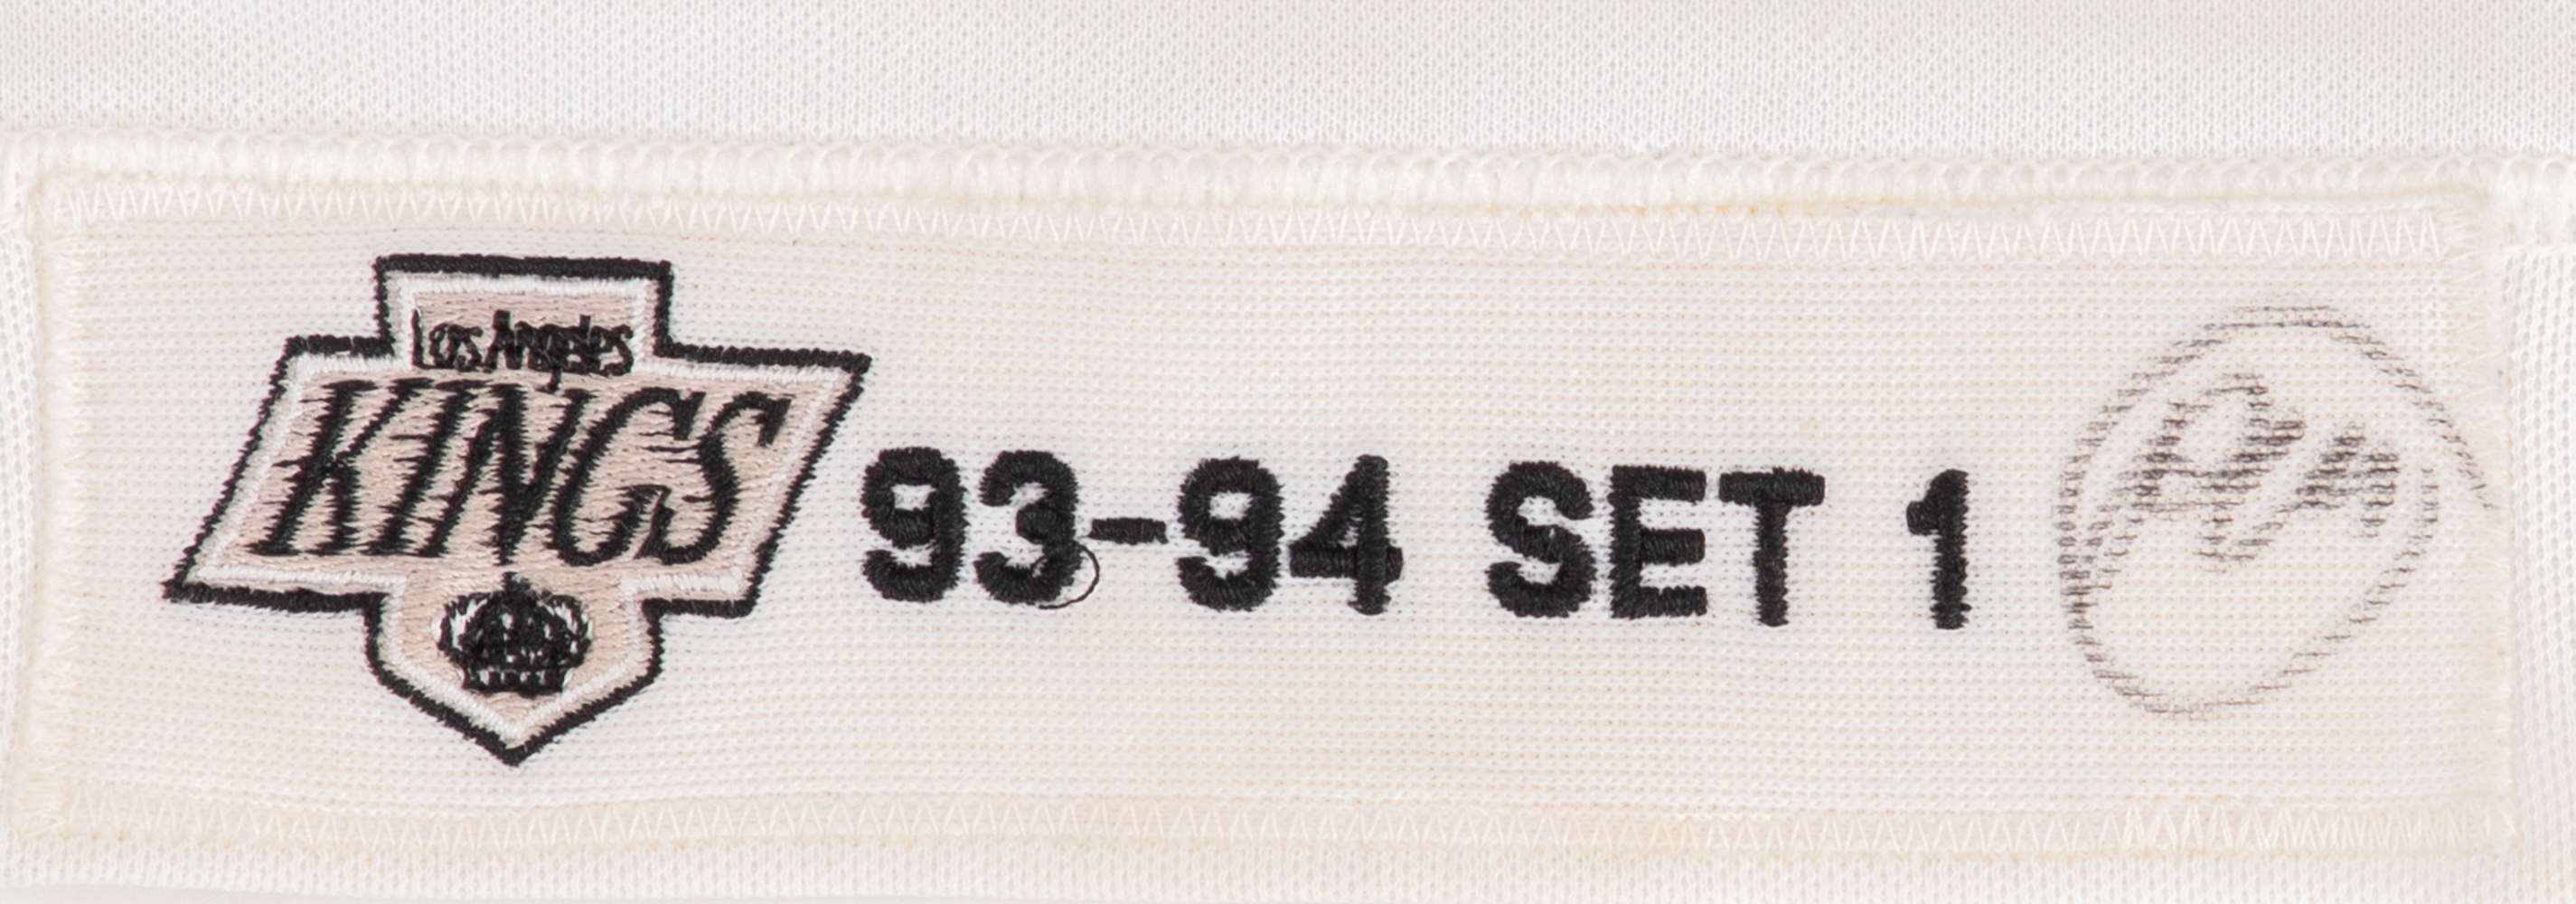 Los Angeles
KINGS
93-94 SET 1